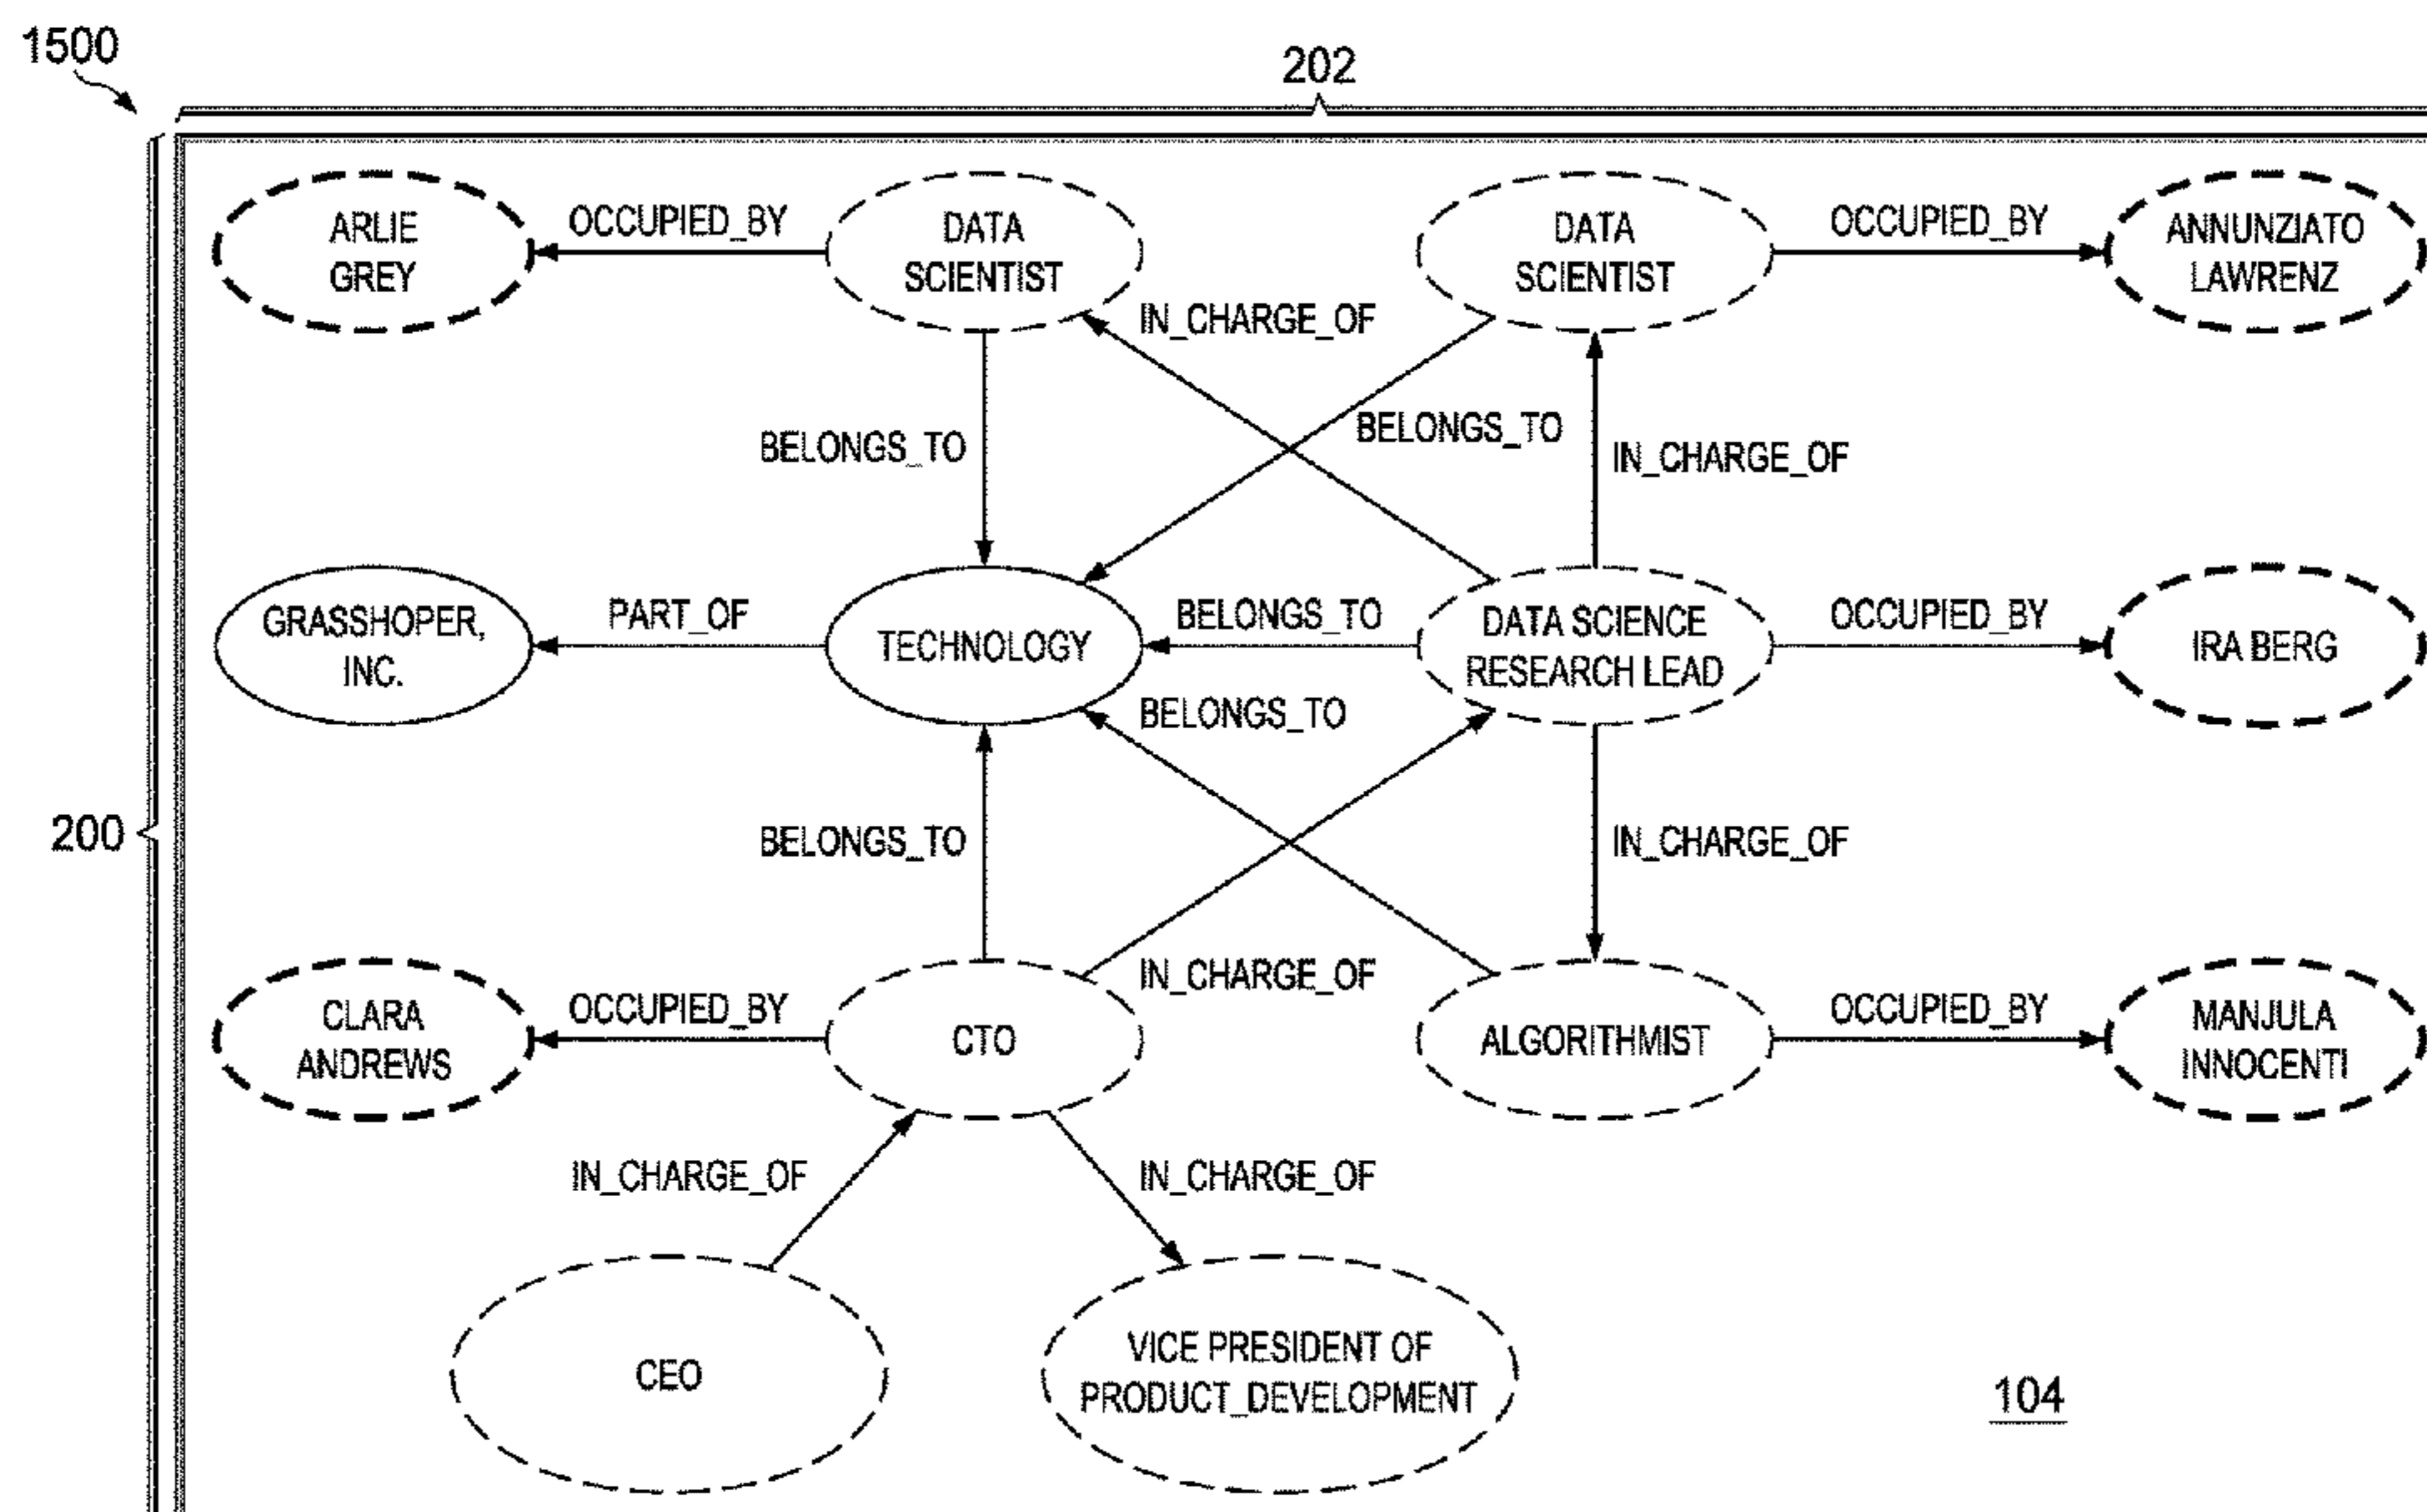 1500
202
ARLIE
GREY
OCCUPIED_BY
DATA
SCIENTIST
DATA
SCIENTIST
OCCUPIED_BY
ANNUNZIATO
LAWRENZ
IN_CHARGE_OF
BELONGS_TO
BELONGS_TO
IN_CHARGE_OF
GRASSHOPER,
INC.
PART_OF
TECHNOLOGY
BELONGS_TO
DATA SCIENCE
RESEARCH LEAD
OCCUPIED_BY
IRA BERG
BELONGS_TO
200
BELONGS_TO
IN_CHARGE_OF
IN_CHARGE_OF
CLARA
ANDREWS
OCCUPIED_BY
CTO
ALGORITHMIST
OCCUPIED_BY
MANJULA
INNOCENTI
IN_CHARGE_OF
IN_CHARGE_OF
CEO
VICE PRESIDENT OF
PRODUCT_DEVELOPMENT
104